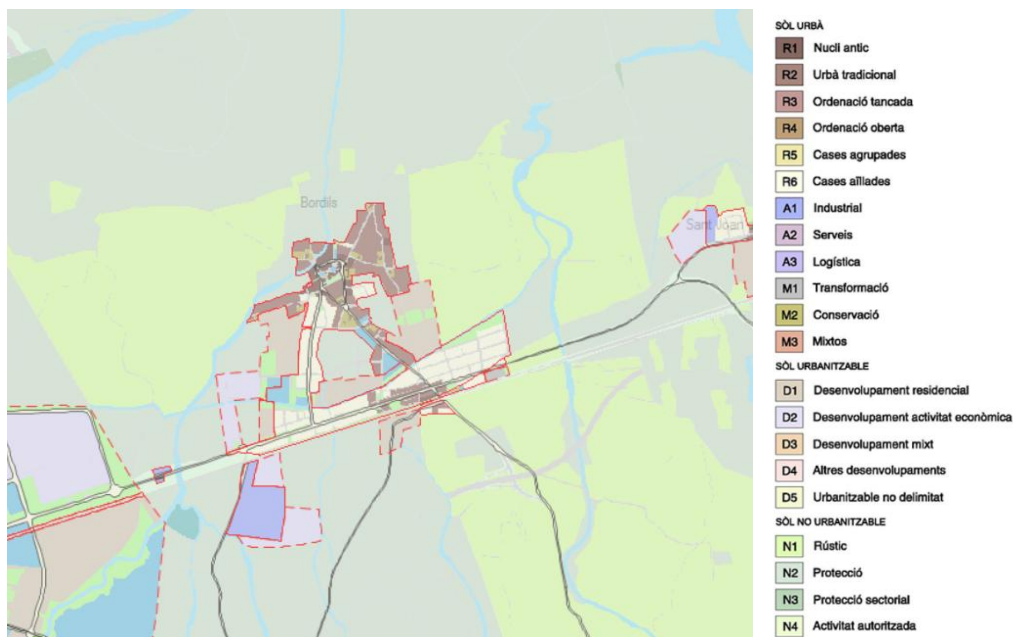 Bordils
Sant Joan
SÒL URBÀ
R1 Nucli antic
R2 Urbà tradicional
R3 Ordenació tancada
R4 Ordenació oberta
R5 Cases agrupades
R6 Cases aïllades
A1 Industrial
A2 Serveis
A3 Logística
M1 Transformació
M2 Conservació
M3 Mixtos
SÒL URBANITZABLE
D1 Desenvolupament residencial
D2 Desenvolupament activitat econòmica
D3 Desenvolupament mixt
D4 Altres desenvolupaments
D5 Urbanitzable no delimitat
SÒL NO URBANITZABLE
N1 Rústic
N2 Protecció
N3 Protecció sectorial
N4 Activitat autoritzada